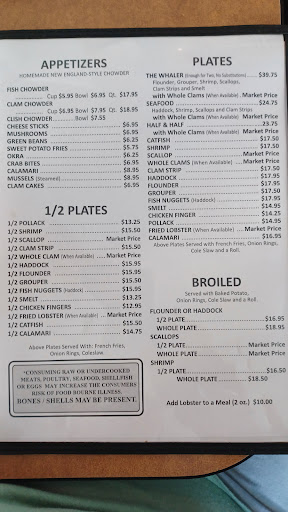 APPETIZERS
HOMEMADE NEW ENGLAND STYLE CHOWDER
FISH CHOWDER
Cup $5.95 Bowl $6.95 Qt. $17.95
CLAM CHOWDER
Cup $6.95 Bowl $7.95 Qt. $18.95
CLISH CHOWDER Bowl $7.55
CHEESE STICKS $6.95
MUSHROOMS $6.95
GREEN BEANS $6.95
SWEET POTATO FRIES $5.75
OKRA $6.25
CRAB BITES $6.95
CALAMARI $8.95
MUSSELS (Steamed) $8.95
CLAM CAKES $6.95
1/2 PLATES
1/2 POLLACK $13.25
1/2 SHRIMP $15.50
1/2 SCALLOP Market Price
1/2 CLAM STRIP $15.50
1/2 WHOLE CLAM (When Available) Market Price
1/2 HADDOCK $15.95
1/2 FLOUNDER $15.95
1/2 GROUPER $15.50
1/2 FISH NUGGETS (Haddock) $15.95
1/2 SMELT $13.25
1/2 CHICKEN FINGERS $12.95
1/2 FRIED LOBSTER (When Available) Market Price
1/2 CATFISH $15.50
1/2 CALAMARI $14.75
Above Plates Served With: French Fries,
Onion Rings, Coleslaw
"CONSUMING RAW OR UNDERCOOKED
MEATS, POULTRY, SEAFOOD, SHELLFISH
OR EGGS MAY INCREASE THE CONSUMERS
RISK OF FOOD BOURNE ILLNESS.
BONES / SHELLS MAY BE PRESENT.
PLATES
THE WHALER (Enough for Two, No Substitutions) $39.75
Flounder, Grouper, Shrimp, Scallops,
Clam Strips and Smelt
with Whole Clams (When Available) Market Price
SEAFOOD $24.75
Haddock, Shrimp, Scallops and Clam Strips
with Whole Clams (When Available) Market Price
HALF & HALF 23.75
with Whole Clams (When Available) Market Price
CATFISH $17.50
SHRIMP $17.50
SCALLOP Market Price
WHOLE CLAMS (When Available) Market Price
CLAM STRIP $17.50
HADDOCK $17.95
FLOUNDER $17.95
GROUPER $17.50
FISH NUGGETS (Haddock) $17.95
SMELT $14.25
CHICKEN FINGER $14.25
POLLACK $14.95
FRIED LOBSTER (When Available) Market Price
CALAMARI $16.95
Above Plates Served with French Fries, Onion Rings,
Cole Slaw and a Roll
BROILED
Served with Baked Potato,
Onion Rings, Cole Slaw and a Roll.
FLOUNDER OR HADDOCK
1/2 PLATE $16.95
WHOLE PLATE $18.95
SCALLOPS
1/2 PLATE Market Price
WHOLE PLATE Market Price
SHRIMP
1/2 PLATE $16.50
WHOLE PLATE $18.50
Add Lobster to a Meal (2 oz.) $10.00